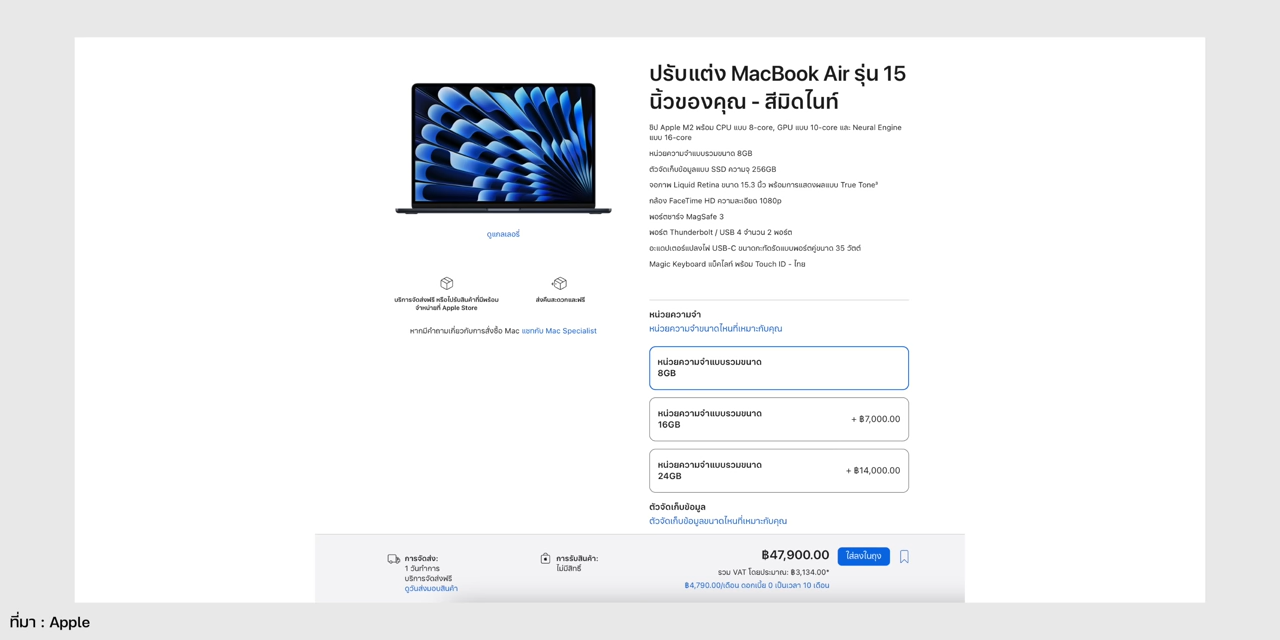 ปรับแต่ง MacBook Air รุ่น 15
นิ้วของคุณ - สีมิดไนท์
ชิป Apple M2 พร้อม CPU แบบ 8-core, GPU แบบ 10-core และ Neural Engine
แบบ 16-core
หน่วยความจำแบบรวมขนาด 8GB
ตัวจัดเก็บข้อมูลแบบ SSD ความจุ 256GB
จอภาพ Liquid Retina ขนาด 15.3 นิ้ว พร้อมการแสดงผลแบบ True Tone²
กล้อง FaceTime HD ความละเอียด 1080p
พอร์ตชาร์จ MagSafe 3
พอร์ต Thunderbolt / USB 4 จำนวน 2 พอร์ต
อะแดปเตอร์แปลงไฟ USB-C ขนาดกะทัดรัดแบบพอร์ตคู่ขนาด 35 วัตต์
Magic Keyboard แบ็คไลท์ พร้อม Touch ID - ไทย
ดูแกลเลอรี่
บริการจัดส่งฟรี หรือไปรับสินค้าที่มีพร้อม
จำหน่ายที่ Apple Store
ส่งคืนสะดวกและฟรี
หากมีคำถามเกี่ยวกับการสั่งซื้อ Mac แชทกับ Mac Specialist
หน่วยความจำ
หน่วยความจำขนาดไหนที่เหมาะกับคุณ
หน่วยความจำแบบรวมขนาด
8GB
หน่วยความจำแบบรวมขนาด
16GB
+ ฿7,000.00
หน่วยความจำแบบรวมขนาด
24GB
+ ฿14,000.00
ตัวจัดเก็บข้อมูล
ตัวจัดเก็บข้อมูลขนาดไหนที่เหมาะกับคุณ
การจัดส่ง:
1 วันทำการ
บริการจัดส่งฟรี
ดูวันส่งมอบสินค้า
การรับสินค้า:
ไม่มีสิทธิ์
฿47,900.00
ใส่ลงในถุง
รวม VAT โดยประมาณ: ฿3,134.00*
฿4,790.00/เดือน ดอกเบี้ย 0 เป็นเวลา 10 เดือน
ที่มา : Apple